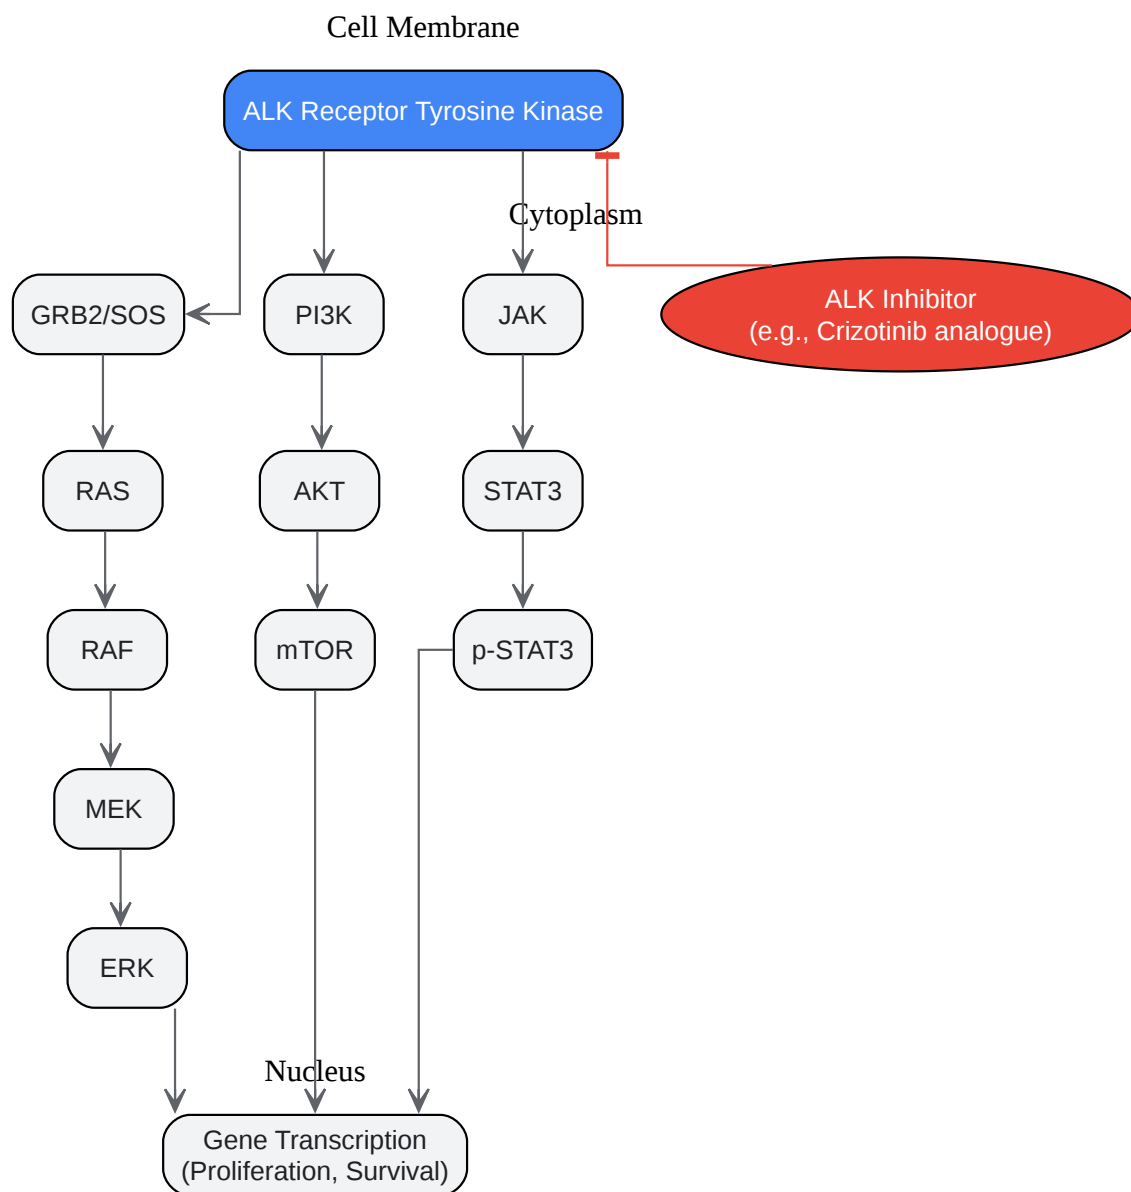 Cell Membrane
ALK Receptor Tyrosine Kinase
Cytoplasm
GRB2/SOS
PI3K
JAK
ALK Inhibitor
(e.g., Crizotinib analogue)
RAS
AKT
STAT3
RAF
mTOR
p-STAT3
MEK
ERK
Nucleus
Gene Transcription
(Proliferation, Survival)